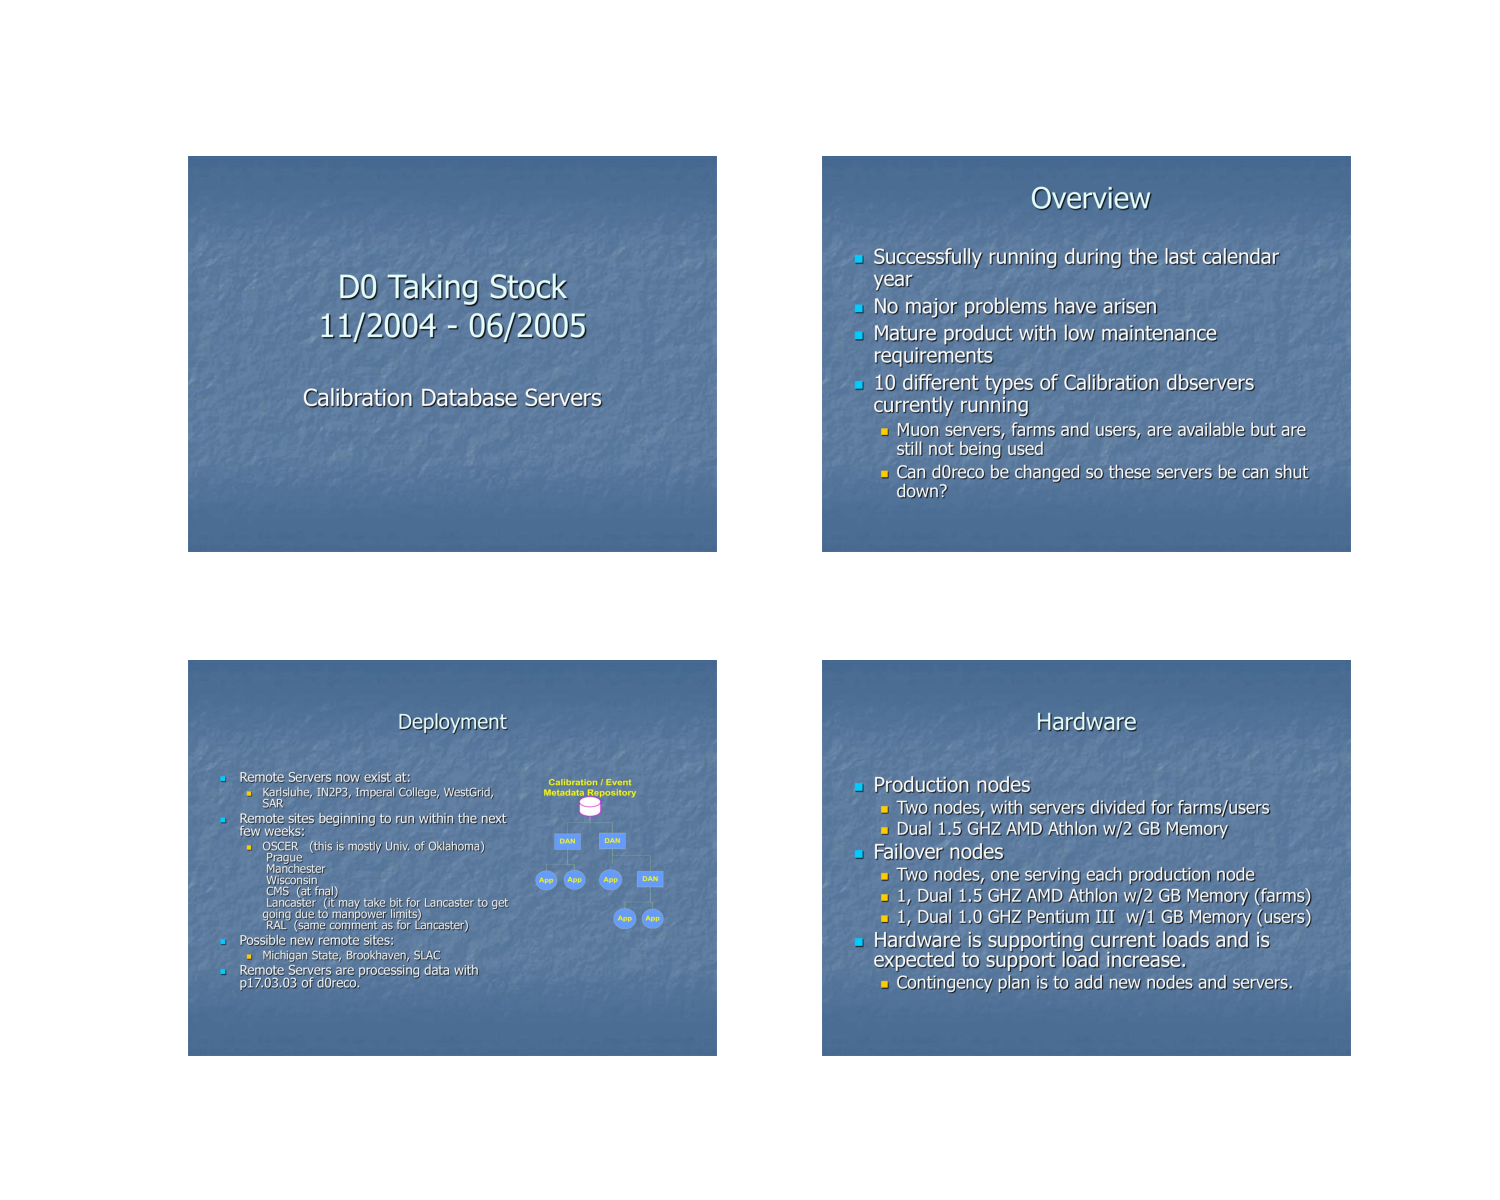 D0 Taking Stock
11/2004 - 06/2005
Calibration Database Servers
Overview
Successfully running during the last calendar
year
No major problems have arisen
Mature product with low maintenance
requirements
10 different types of Calibration dbservers
currently running
Muon servers, farms and users, are available but are
still not being used
Can d0reco be changed so these servers be can shut
down?
Deployment
Remote Servers now exist at:
Karlsluhe, IN2P3, Imperal College, WestGrid,
SAR
Remote sites beginning to run within the next
few weeks:
OSCER (this is mostly Univ. of Oklahoma)
Prague
Manchester
Wisconsin
CMS (at fnal)
Lancaster (it may take bit for Lancaster to get
going due to manpower limits)
RAL (same comment as for Lancaster)
Possible new remote sites:
Michigan State, Brookhaven, SLAC
Remote Servers are processing data with
p17.03.03 of d0reco.
Calibration / Event
Metadata Repository
DAN DAN
App App App DAN
App App
Hardware
Production nodes
Two nodes, with servers divided for farms/users
Dual 1.5 GHZ AMD Athlon w/2 GB Memory
Failover nodes
Two nodes, one serving each production node
1, Dual 1.5 GHZ AMD Athlon w/2 GB Memory (farms)
1, Dual 1.0 GHZ Pentium III w/1 GB Memory (users)
Hardware is supporting current loads and is
expected to support load increase.
Contingency plan is to add new nodes and servers.